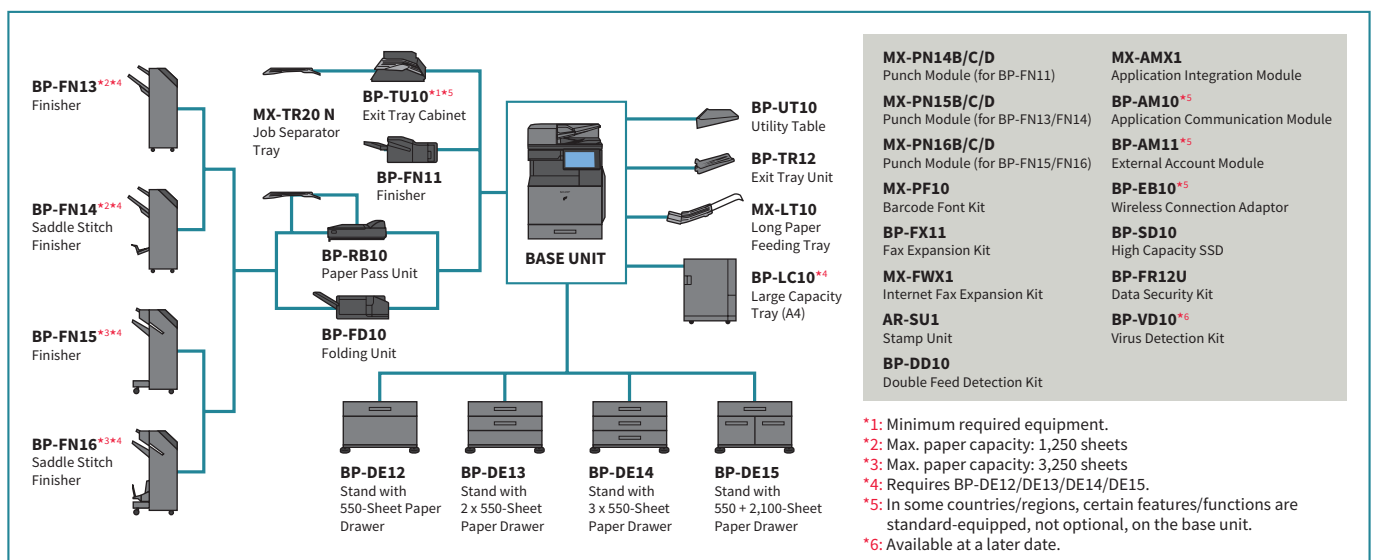 BP-FN13*2*4
Finisher
BP-FN14*2*4
Saddle Stitch
Finisher
BP-FN15*3*4
Finisher
BP-FN16*3*4
Saddle Stitch
Finisher
MX-TR20 N
Job Separator
Tray
BP-TU10*1*5
Exit Tray Cabinet
BP-FN11
Finisher
BP-RB10
Paper Pass Unit
BP-FD10
Folding Unit
BASE UNIT
BP-UT10
Utility Table
BP-TR12
Exit Tray Unit
MX-LT10
Long Paper
Feeding Tray
BP-LC10*4
Large Capacity
Tray (A4)
BP-DE12
Stand with
550-Sheet Paper
Drawer
BP-DE13
Stand with
2 x 550-Sheet
Paper Drawer
BP-DE14
Stand with
3 x 550-Sheet
Paper Drawer
BP-DE15
Stand with
550 + 2,100-Sheet
Paper Drawer
MX-PN14B/C/D
Punch Module (for BP-FN11)
MX-PN15B/C/D
Punch Module (for BP-FN13/FN14)
MX-PN16B/C/D
Punch Module (for BP-FN15/FN16)
MX-PF10
Barcode Font Kit
BP-FX11
Fax Expansion Kit
MX-FWX1
Internet Fax Expansion Kit
AR-SU1
Stamp Unit
BP-DD10
Double Feed Detection Kit
MX-AMX1
Application Integration Module
BP-AM10*5
Application Communication Module
BP-AM11*5
External Account Module
BP-EB10*5
Wireless Connection Adaptor
BP-SD10
High Capacity SSD
BP-FR12U
Data Security Kit
BP-VD10*6
Virus Detection Kit
*1: Minimum required equipment.
*2: Max. paper capacity: 1,250 sheets
*3: Max. paper capacity: 3,250 sheets
*4: Requires BP-DE12/DE13/DE14/DE15.
*5: In some countries/regions, certain features/functions are
standard-equipped, not optional, on the base unit.
*6: Available at a later date.